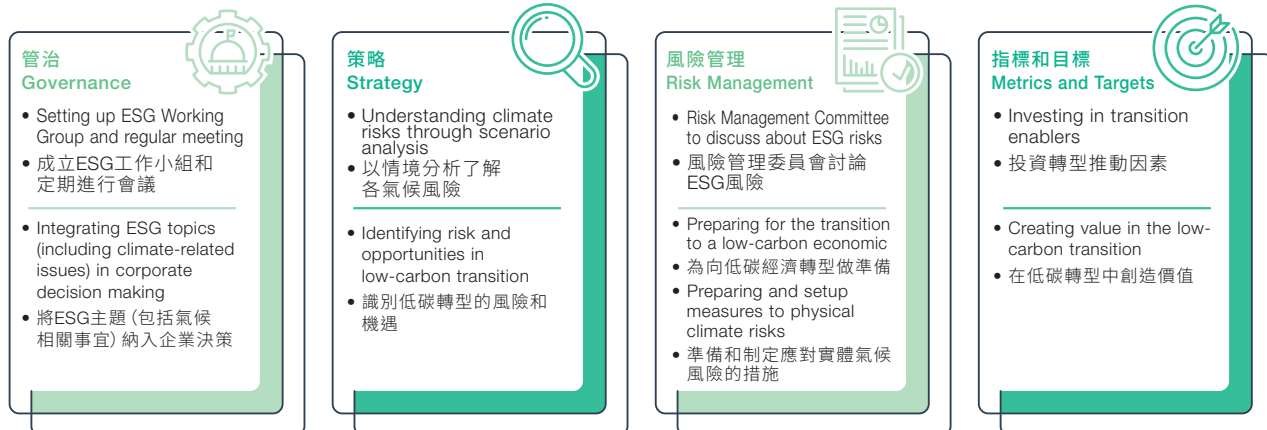 管治
Governance
• Setting up ESG Working
Group and regular meeting
• 成立ESG工作小組和
定期進行會議
• Integrating ESG topics
(including climate-related
issues) in corporate
decision making
• 將ESG主題（包括氣候
相關事宜）納入企業決策
策略
Strategy
• Understanding climate
risks through scenario
analysis
• 以情境分析了解
各氣候風險
• Identifying risk and
opportunities in
low-carbon transition
• 識別低碳轉型的風險和
機遇
風險管理
Risk Management
• Risk Management Committee
to discuss about ESG risks
• 風險管理委員會討論
ESG風險
• Preparing for the transition
to a low-carbon economic
• 為向低碳經濟轉型做準備
• Preparing and setup
measures to physical
climate risks
• 準備和制定應對實體氣候
風險的措施
指標和目標
Metrics and Targets
• Investing in transition
enablers
• 投資轉型推動因素
• Creating value in the low-
carbon transition
• 在低碳轉型中創造價值